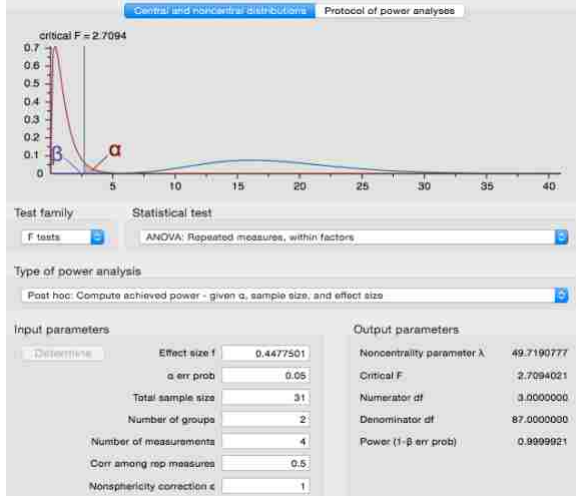 Central and noncentral distributions Protocol of power analyses
critical F = 2.7094
0.7
0.6
0.5
0.4
0.3
0.2
0.1
0
β α
5 10 15 20 25 30 35 40
Test family Statistical test
F tests ANOVA: Repeated measures, within factors
Type of power analysis
Post hoc: Compute achieved power - given α, sample size, and effect size
Input parameters Output parameters
Determine Effect size f 0.4477501 Noncentrality parameter λ 49.7190777
α err prob 0.05 Critical F 2.7094021
Total sample size 31 Numerator df 3.0000000
Number of groups 2 Denominator df 87.0000000
Number of measurements 4 Power (1-β err prob) 0.9999921
Corr among rep measures 0.5
Nonsphericity correction ε 1